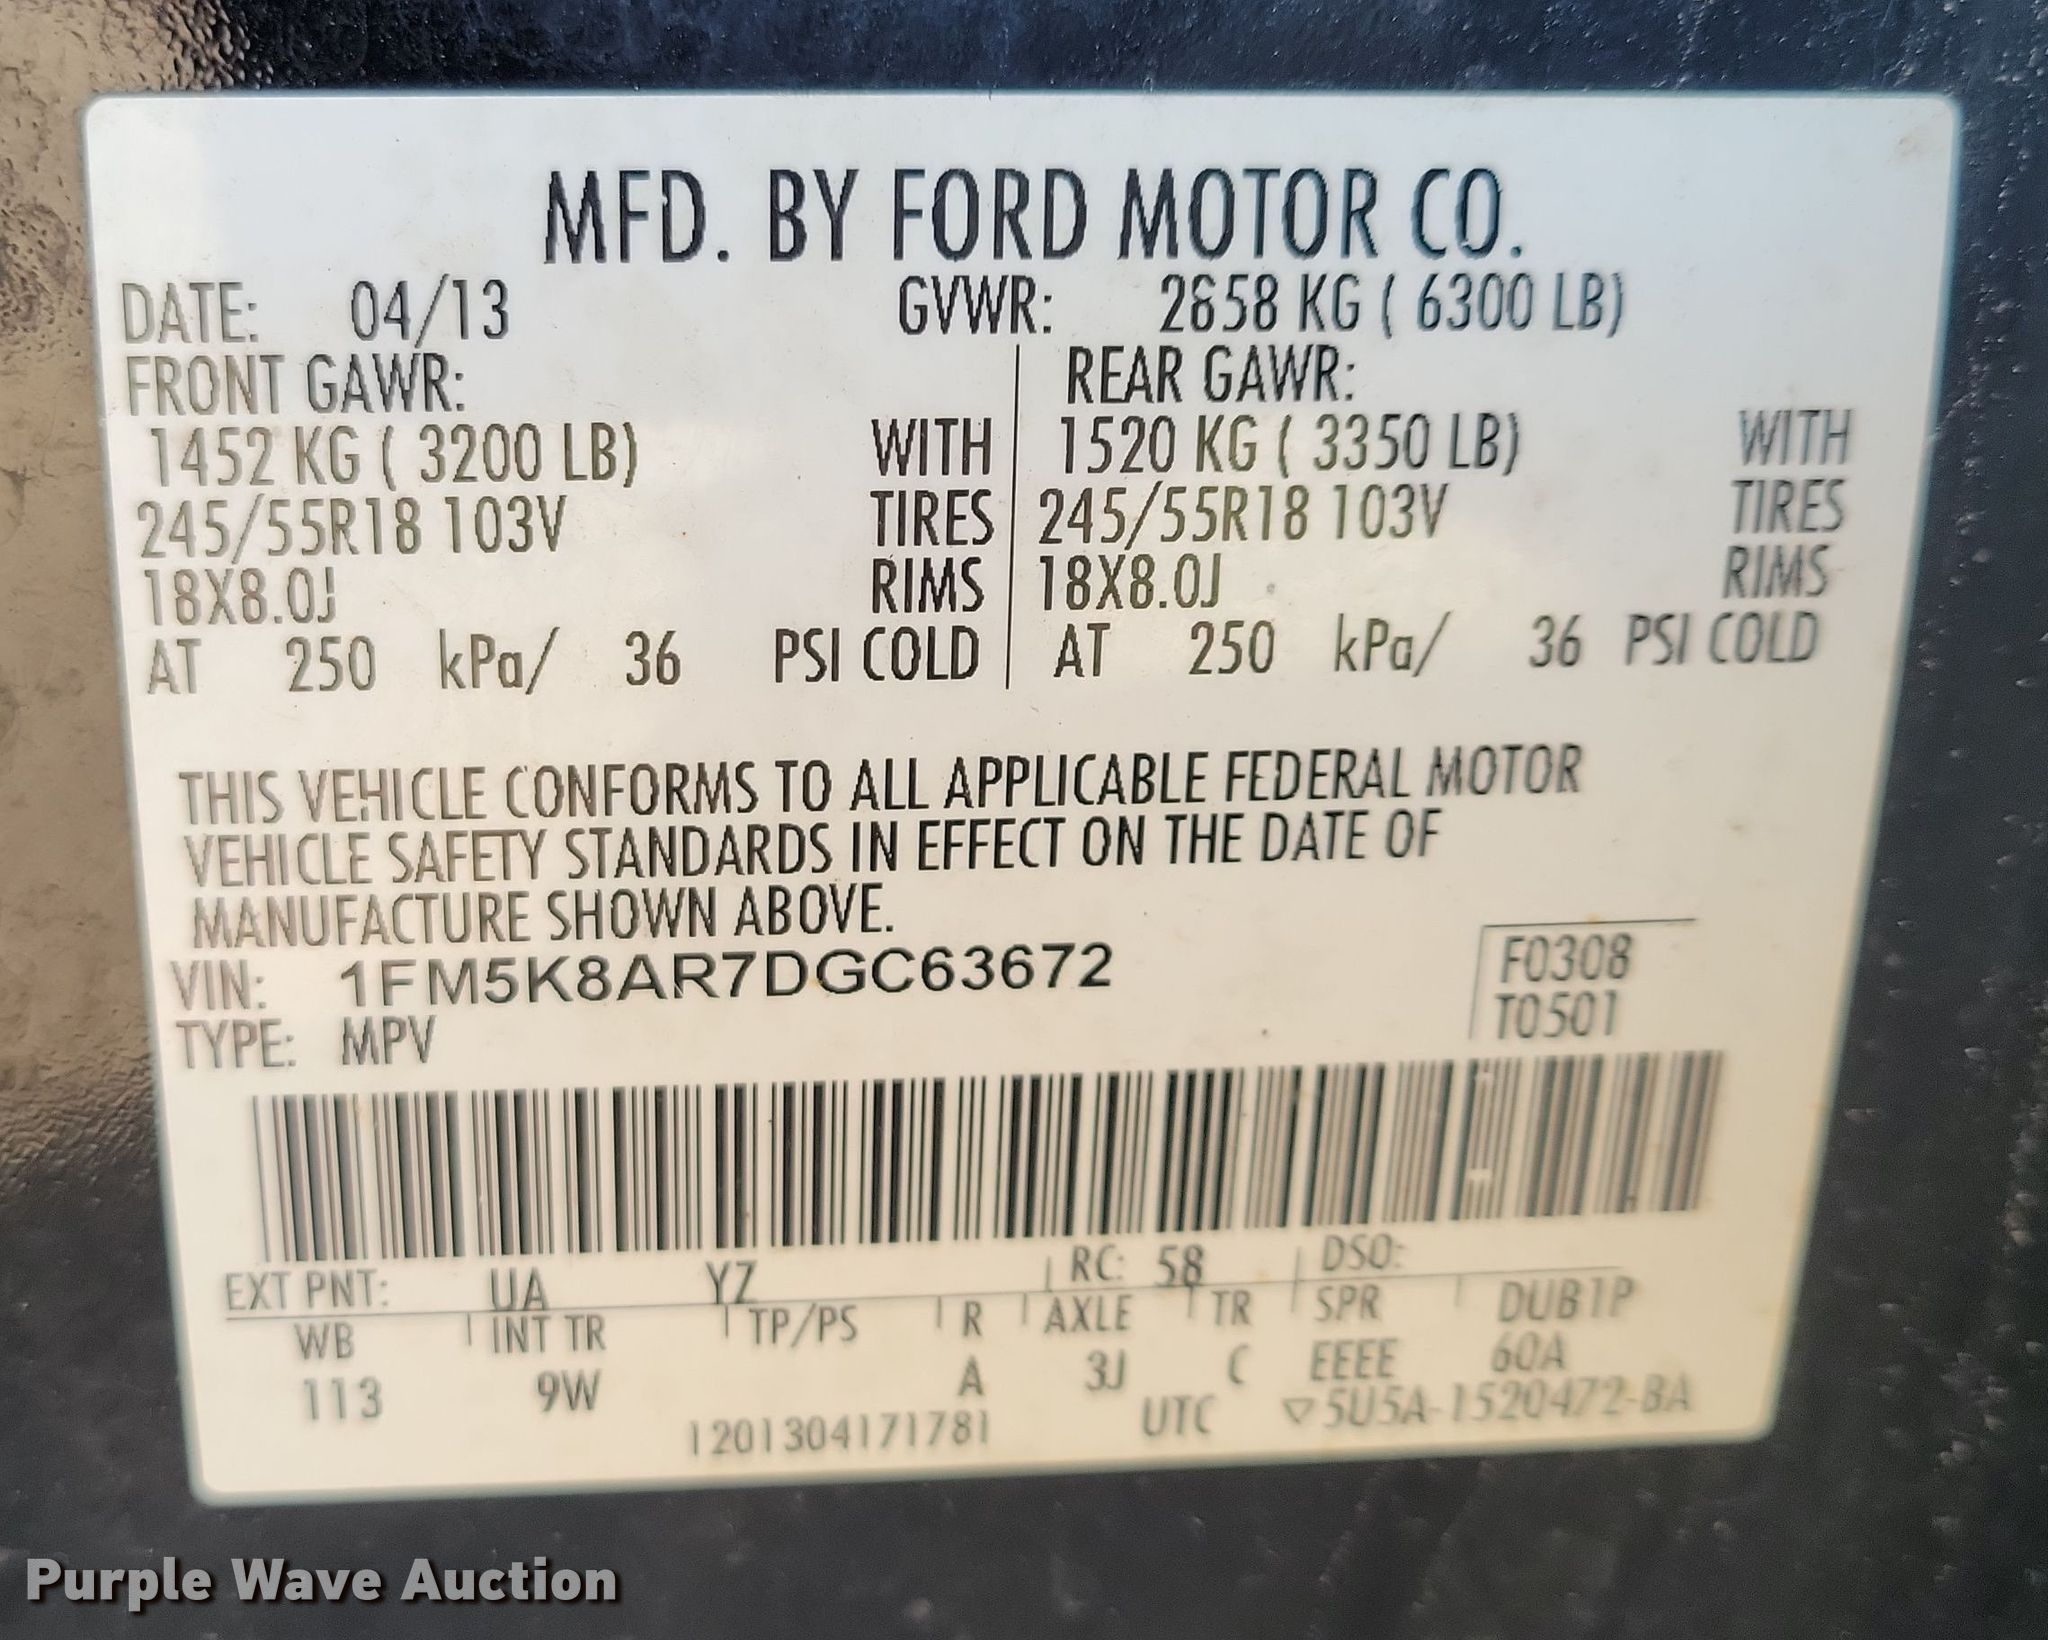 MFD. BY FORD MOTOR CO.
DATE: 04/13 GVWR: 2858 KG ( 6300 LB)
FRONT GAWR: REAR GAWR:
1452 KG ( 3200 LB) WITH 1520 KG ( 3350 LB) WITH
245/55R18 103V TIRES 245/55R18 103V TIRES
18X8.0J RIMS 18X8.0J RIMS
AT 250 kPa/ 36 PSI COLD AT 250 kPa/ 36 PSI COLD
THIS VEHICLE CONFORMS TO ALL APPLICABLE FEDERAL MOTOR
VEHICLE SAFETY STANDARDS IN EFFECT ON THE DATE OF
MANUFACTURE SHOWN ABOVE.
VIN: 1FM5K8AR7DGC63672 F0308
TYPE: MPV T0501
EXT PNT: UA YZ RC: 58 DSO:
WB INT TR TP/PS R AXLE TR SPR DUB1P
113 9W A 3J C EEEE 60A
1201304171781 UTC ▽5U5A-1520472-BA
Purple Wave Auction